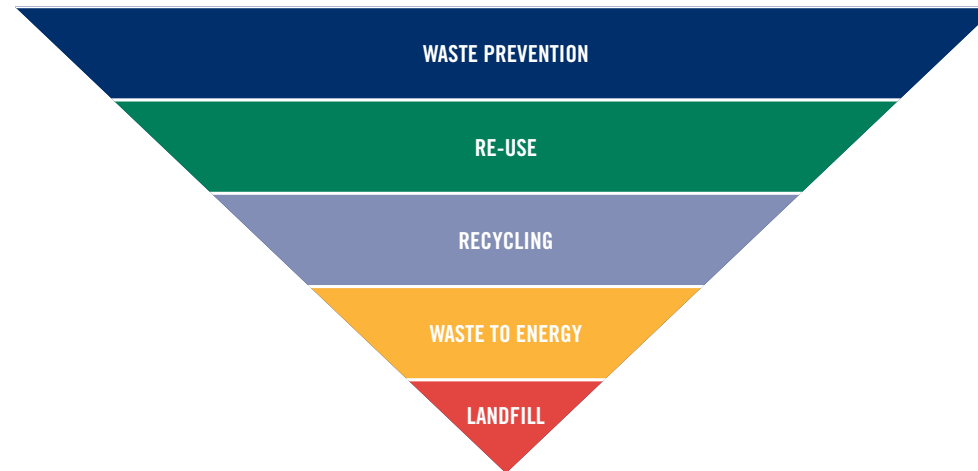 WASTE PREVENTION
RE-USE
RECYCLING
WASTE TO ENERGY
LANDFILL